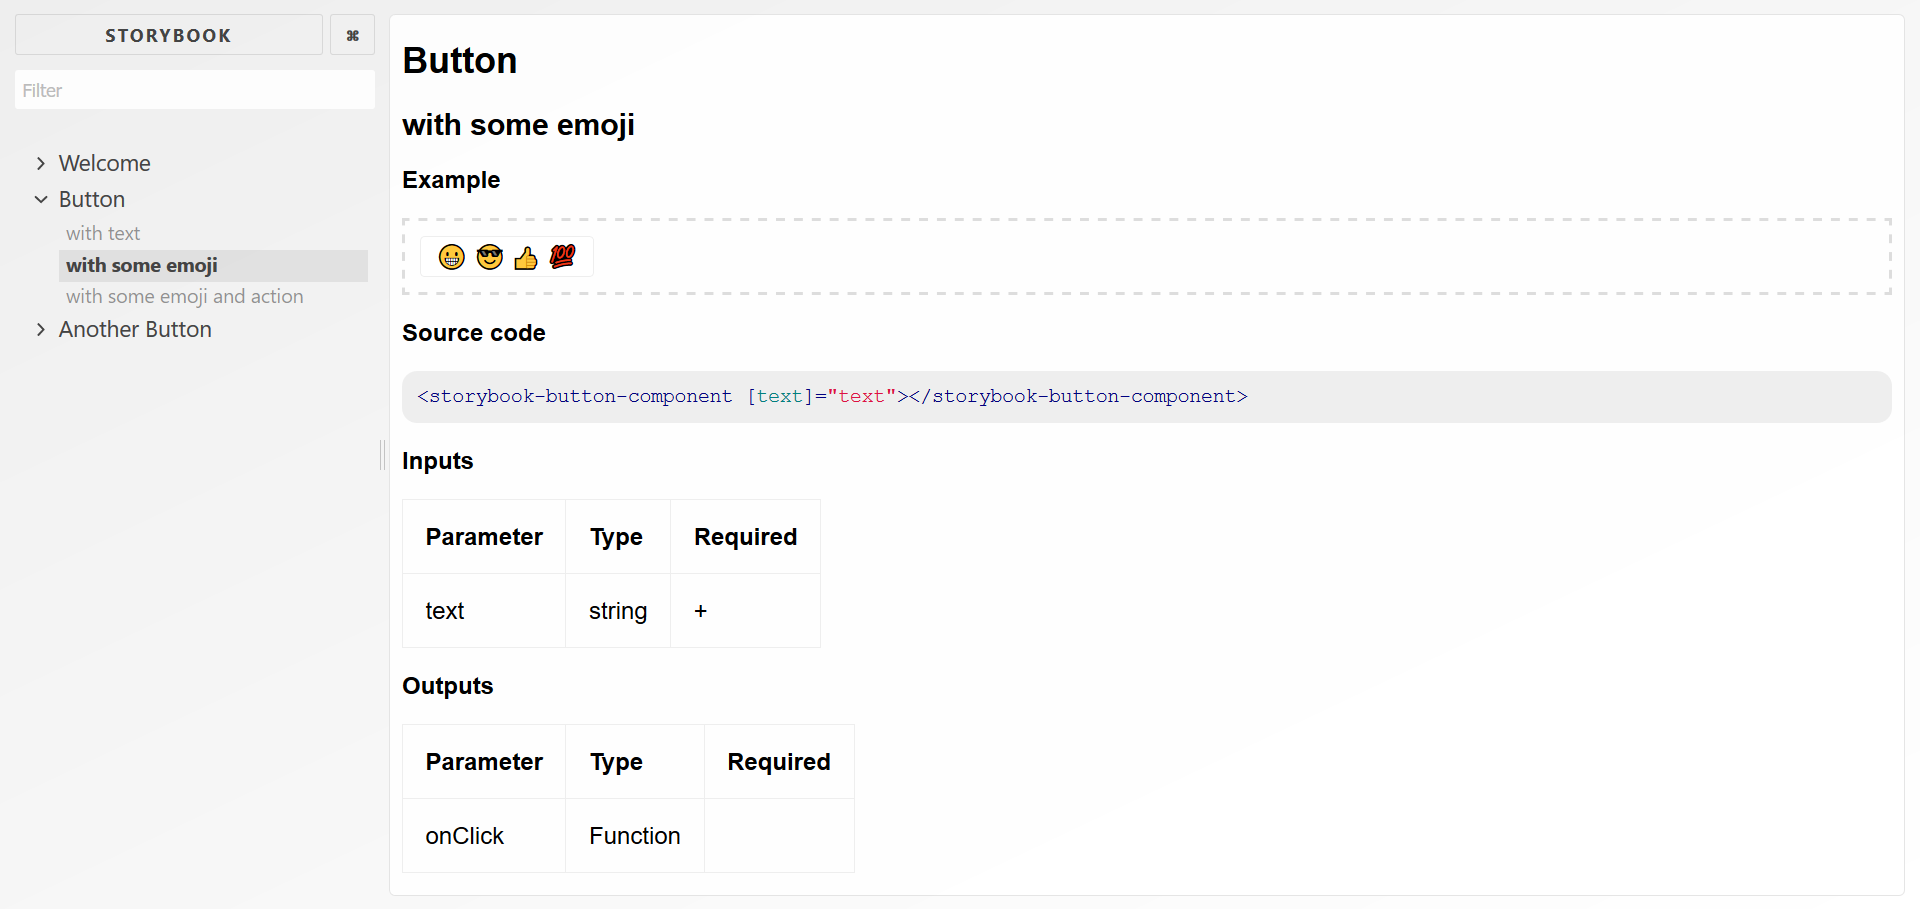 STORYBOOK ⌘
Filter
Welcome
Button
with text
with some emoji
with some emoji and action
Another Button
Button
with some emoji
Example
😀 😎 👍 💯
Source code
<storybook-button-component [text]="text"></storybook-button-component>
Inputs
Parameter Type Required
text string +
Outputs
Parameter Type Required
onClick Function